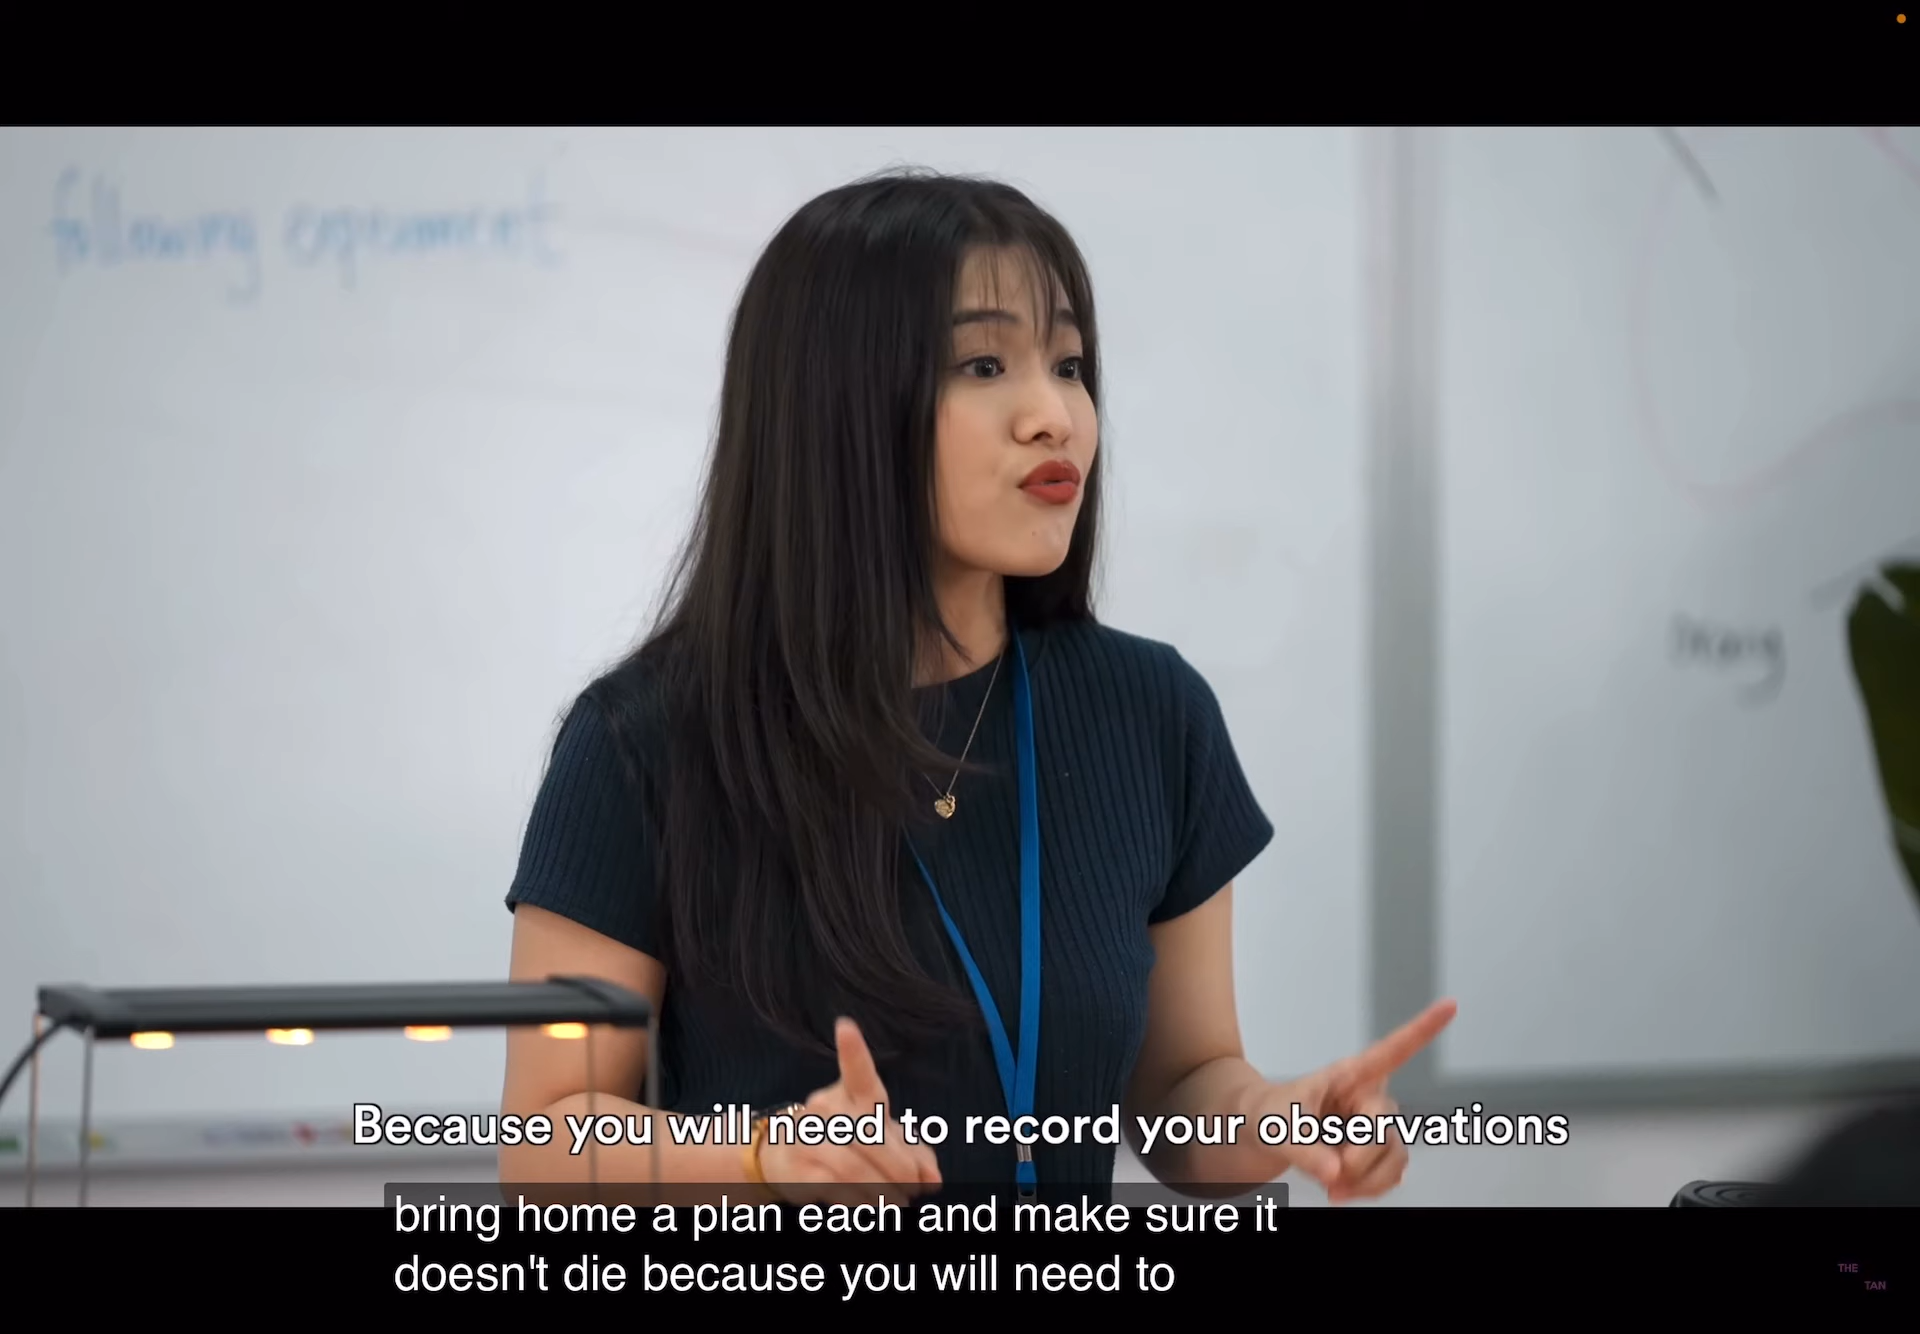 following experiment
Because you will need to record your observations
bring home a plan each and make sure it
doesn't die because you will need to
THE
TAN